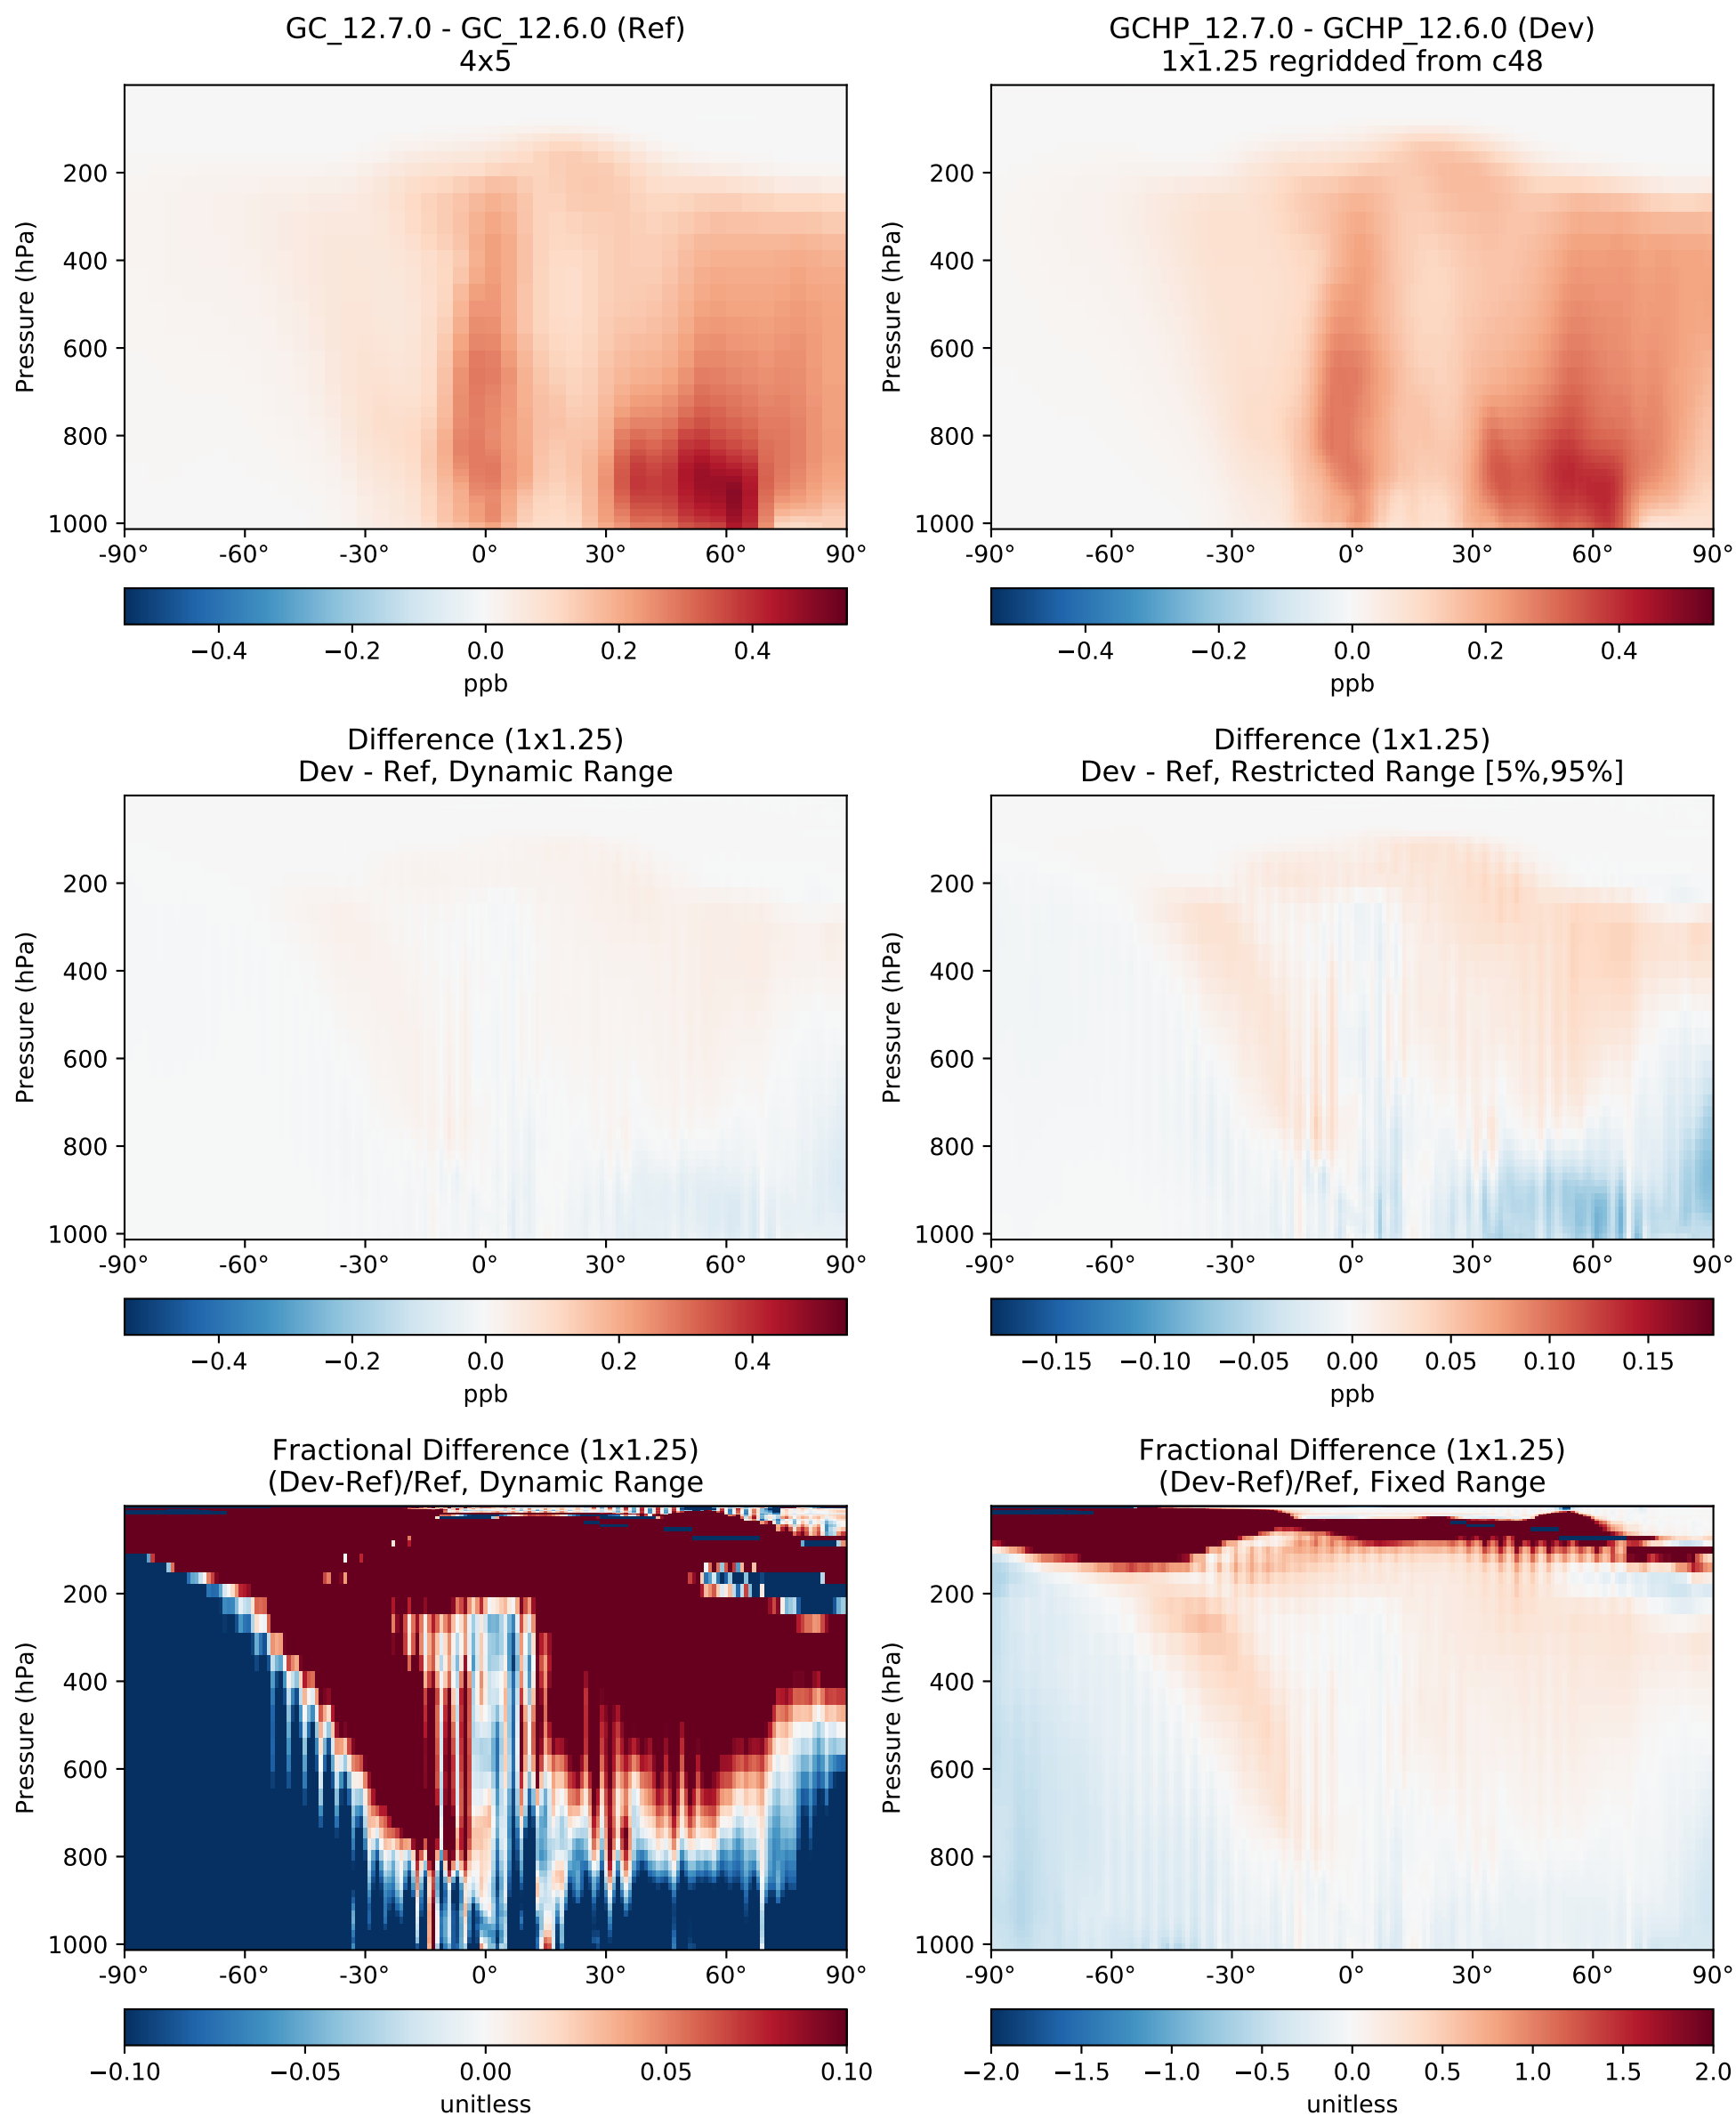 GC_12.7.0 - GC_12.6.0 (Ref)
4x5
Pressure (hPa)
200
400
600
800
1000
-90° -60° -30° 0° 30° 60° 90°
−0.4 −0.2 0.0 0.2 0.4
ppb
GCHP_12.7.0 - GCHP_12.6.0 (Dev)
1x1.25 regridded from c48
Pressure (hPa)
200
400
600
800
1000
-90° -60° -30° 0° 30° 60° 90°
−0.4 −0.2 0.0 0.2 0.4
ppb
Difference (1x1.25)
Dev - Ref, Dynamic Range
Pressure (hPa)
200
400
600
800
1000
-90° -60° -30° 0° 30° 60° 90°
−0.4 −0.2 0.0 0.2 0.4
ppb
Difference (1x1.25)
Dev - Ref, Restricted Range [5%,95%]
Pressure (hPa)
200
400
600
800
1000
-90° -60° -30° 0° 30° 60° 90°
−0.15 −0.10 −0.05 0.00 0.05 0.10 0.15
ppb
Fractional Difference (1x1.25)
(Dev-Ref)/Ref, Dynamic Range
Pressure (hPa)
200
400
600
800
1000
-90° -60° -30° 0° 30° 60° 90°
−0.10 −0.05 0.00 0.05 0.10
unitless
Fractional Difference (1x1.25)
(Dev-Ref)/Ref, Fixed Range
Pressure (hPa)
200
400
600
800
1000
-90° -60° -30° 0° 30° 60° 90°
−2.0 −1.5 −1.0 −0.5 0.0 0.5 1.0 1.5 2.0
unitless